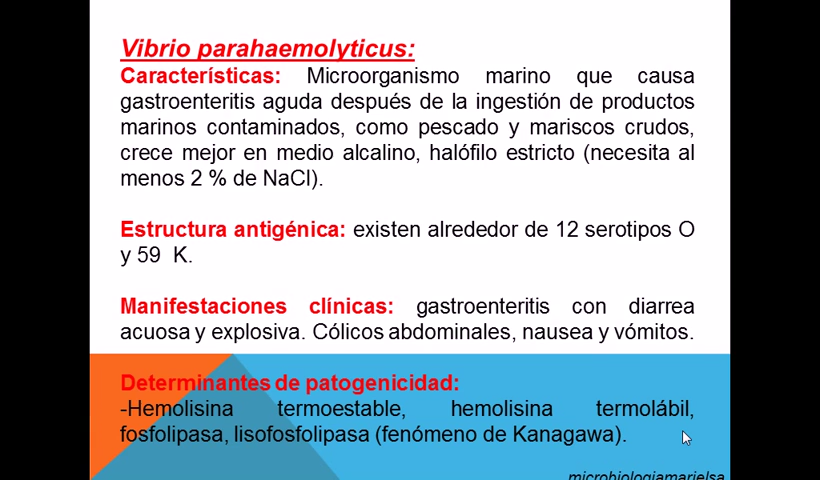 Vibrio parahaemolyticus:
Características: Microorganismo marino que causa
gastroenteritis aguda después de la ingestión de productos
marinos contaminados, como pescado y mariscos crudos,
crece mejor en medio alcalino, halófilo estricto (necesita al
menos 2 % de NaCl).
Estructura antigénica: existen alrededor de 12 serotipos O
y 59 K.
Manifestaciones clínicas: gastroenteritis con diarrea
acuosa y explosiva. Cólicos abdominales, nausea y vómitos.
Determinantes de patogenicidad:
-Hemolisina termoestable, hemolisina termolábil,
fosfolipasa, lisofosfolipasa (fenómeno de Kanagawa).
microbiologiamarielsa